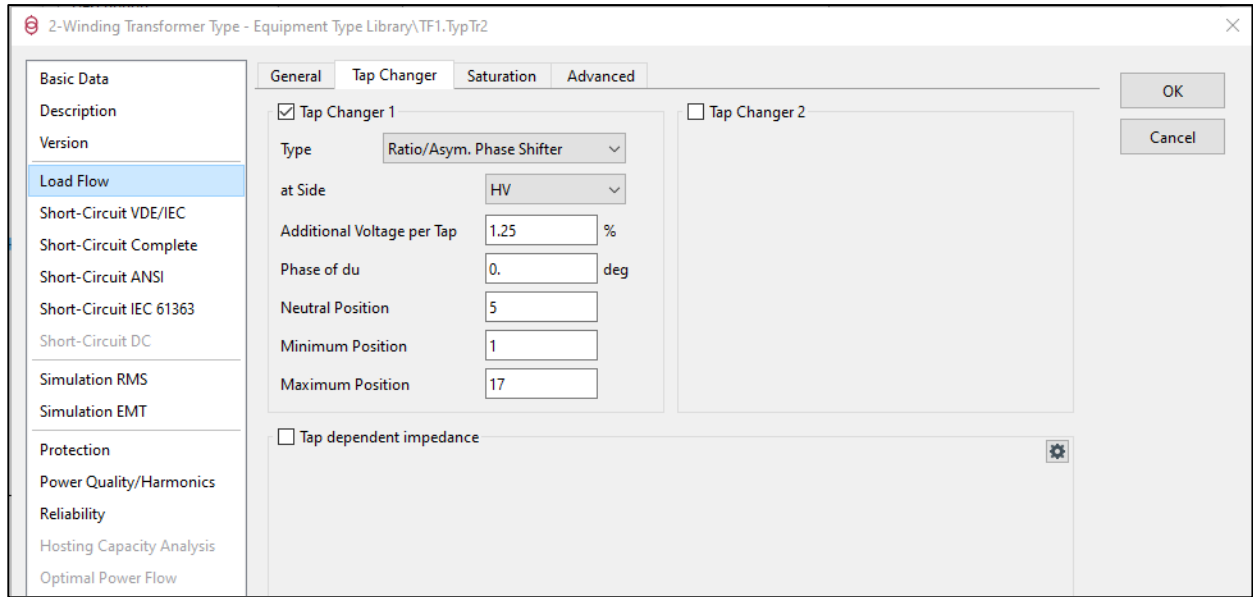 2-Winding Transformer Type - Equipment Type Library\TF1.TypTr2
Basic Data
Description
Version
Load Flow
Short-Circuit VDE/IEC
Short-Circuit Complete
Short-Circuit ANSI
Short-Circuit IEC 61363
Short-Circuit DC
Simulation RMS
Simulation EMT
Protection
Power Quality/Harmonics
Reliability
Hosting Capacity Analysis
Optimal Power Flow
General Tap Changer Saturation Advanced
Tap Changer 1
Type Ratio/Asym. Phase Shifter
at Side HV
Additional Voltage per Tap 1.25 %
Phase of du 0. deg
Neutral Position 5
Minimum Position 1
Maximum Position 17
Tap Changer 2
Tap dependent impedance
OK
Cancel